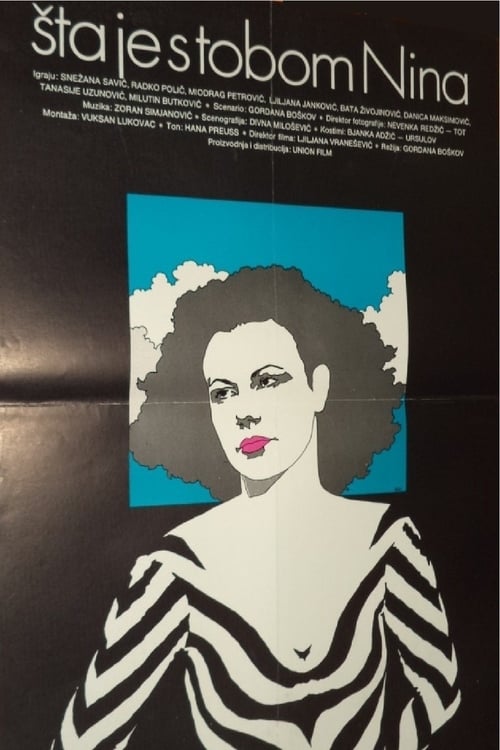 šta je s tobom Nina
Igraju: SNEŽANA SAVIĆ, RADKO POLIČ, MIODRAG PETROVIĆ, LJILJANA JANKOVIĆ, BATA ŽIVOJINOVIĆ, DANICA MAKSIMOVIĆ,
TANASIJE UZUNOVIĆ, MILUTIN BUTKOVIĆ • Scenario: GORDANA BOŠKOV • Direktor fotografije: NEVENKA REDŽIĆ – TOT
Muzika: ZORAN SIMJANOVIĆ • Scenografija: DIVNA MILOŠEVIĆ • Kostimi: BJANKA ADŽIĆ – URSULOV
Montaža: VUKSAN LUKOVAC • Ton: HANA PREUSS • Direktor filma: LJILJANA VRANEŠEVIĆ • Režija: GORDANA BOŠKOV
Proizvodnja i distribucija: UNION FILM